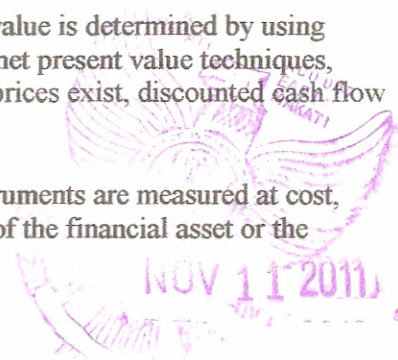 value is determined by using
net present value techniques,
prices exist, discounted cash flow
ruments are measured at cost,
of the financial asset or the
NOV 11 2011